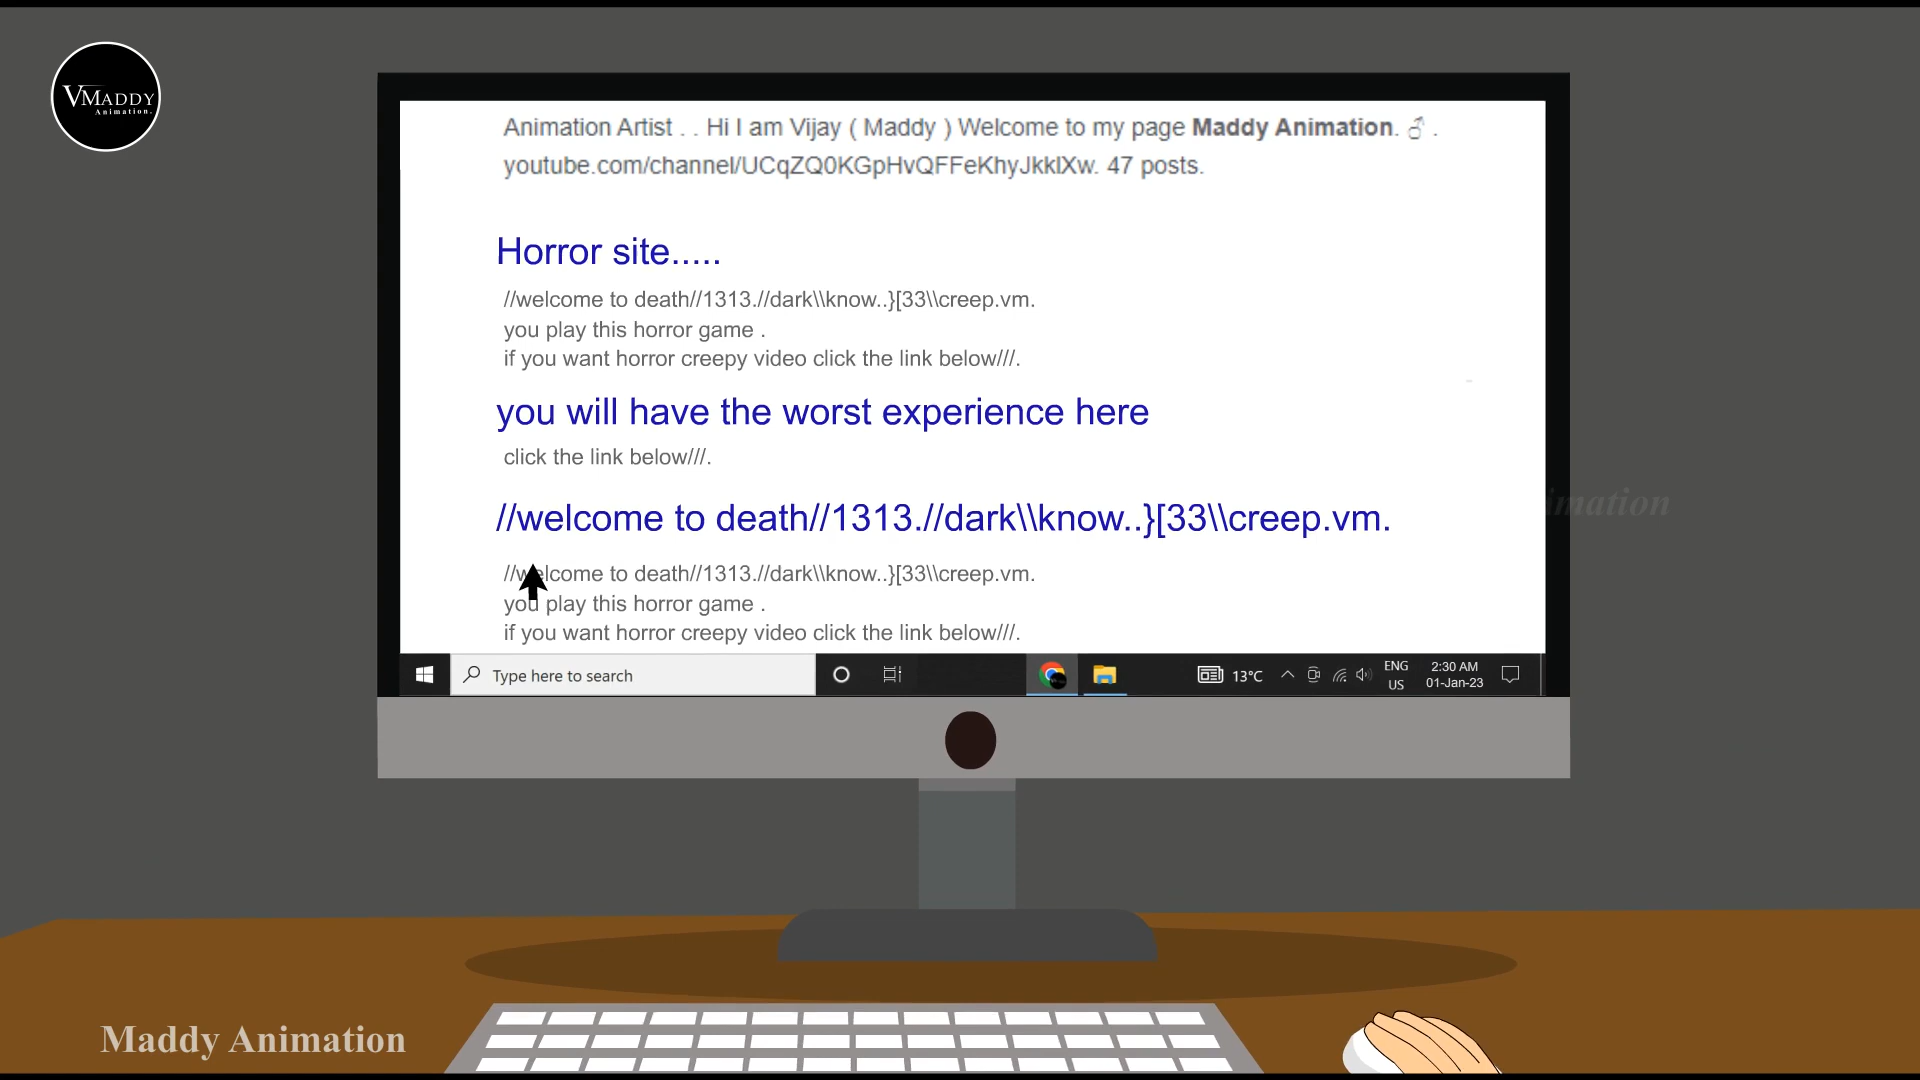 VMADDY
Animation.
Animation Artist . . Hi I am Vijay ( Maddy ) Welcome to my page Maddy Animation. ♂ .
youtube.com/channel/UCqZQ0KGpHvQFFeKhyJkklXw. 47 posts.
Horror site.....
//welcome to death//1313.//dark\\know..}[33\\creep.vm.
you play this horror game .
if you want horror creepy video click the link below///.
you will have the worst experience here
click the link below///.
//welcome to death//1313.//dark\\know..}[33\\creep.vm.
//welcome to death//1313.//dark\\know..}[33\\creep.vm.
you play this horror game .
if you want horror creepy video click the link below///.
Type here to search
13°C
ENG
US
2:30 AM
01-Jan-23
Maddy Animation